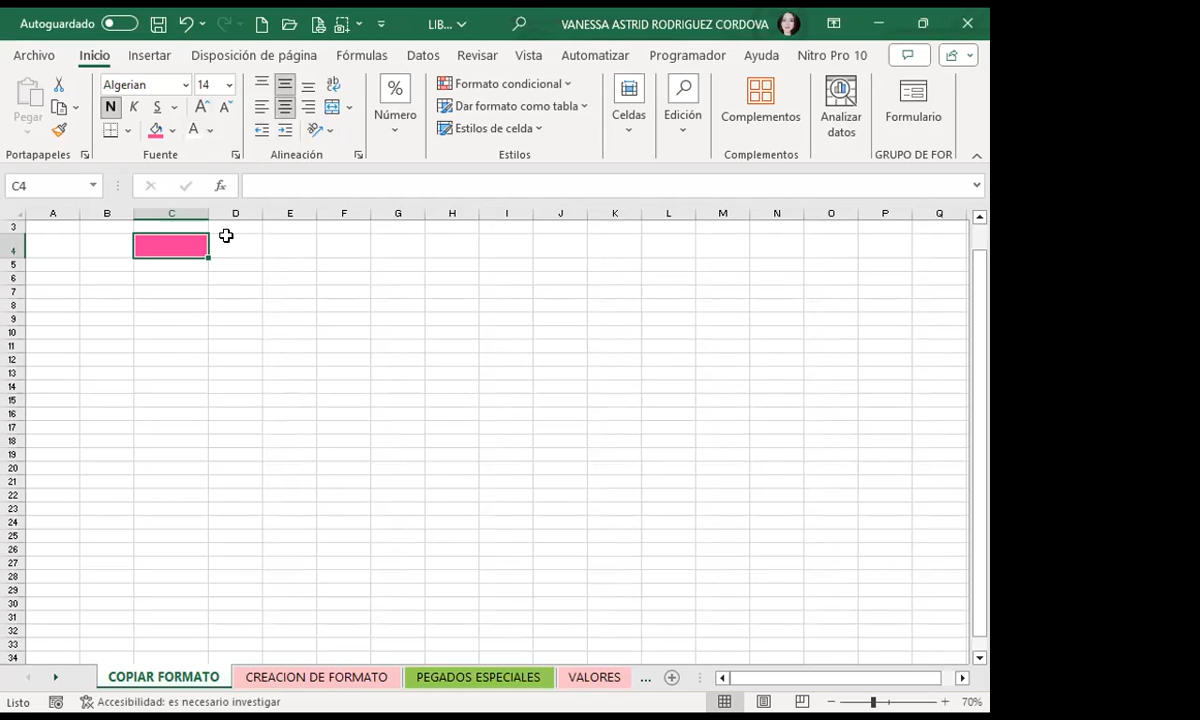 Autoguardado LIB... VANESSA ASTRID RODRIGUEZ CORDOVA
Archivo Inicio Insertar Disposición de página Fórmulas Datos Revisar Vista Automatizar Programador Ayuda Nitro Pro 10
Pegar
Portapapeles
Algerian 14
N K S A A
A
Fuente
ab
Alineación
%
Número
Formato condicional
Dar formato como tabla
Estilos de celda
Estilos
Celdas
Edición
Complementos
Complementos
Analizar
datos
Formulario
GRUPO DE FOR
C4 fx
A B C D E F G H I J K L M N O P Q
3
4
5
6
7
8
9
10
11
12
13
14
15
16
17
18
19
20
21
22
23
24
25
26
27
28
29
30
31
32
33
34
COPIAR FORMATO CREACION DE FORMATO PEGADOS ESPECIALES VALORES ...
Listo Accesibilidad: es necesario investigar 70%